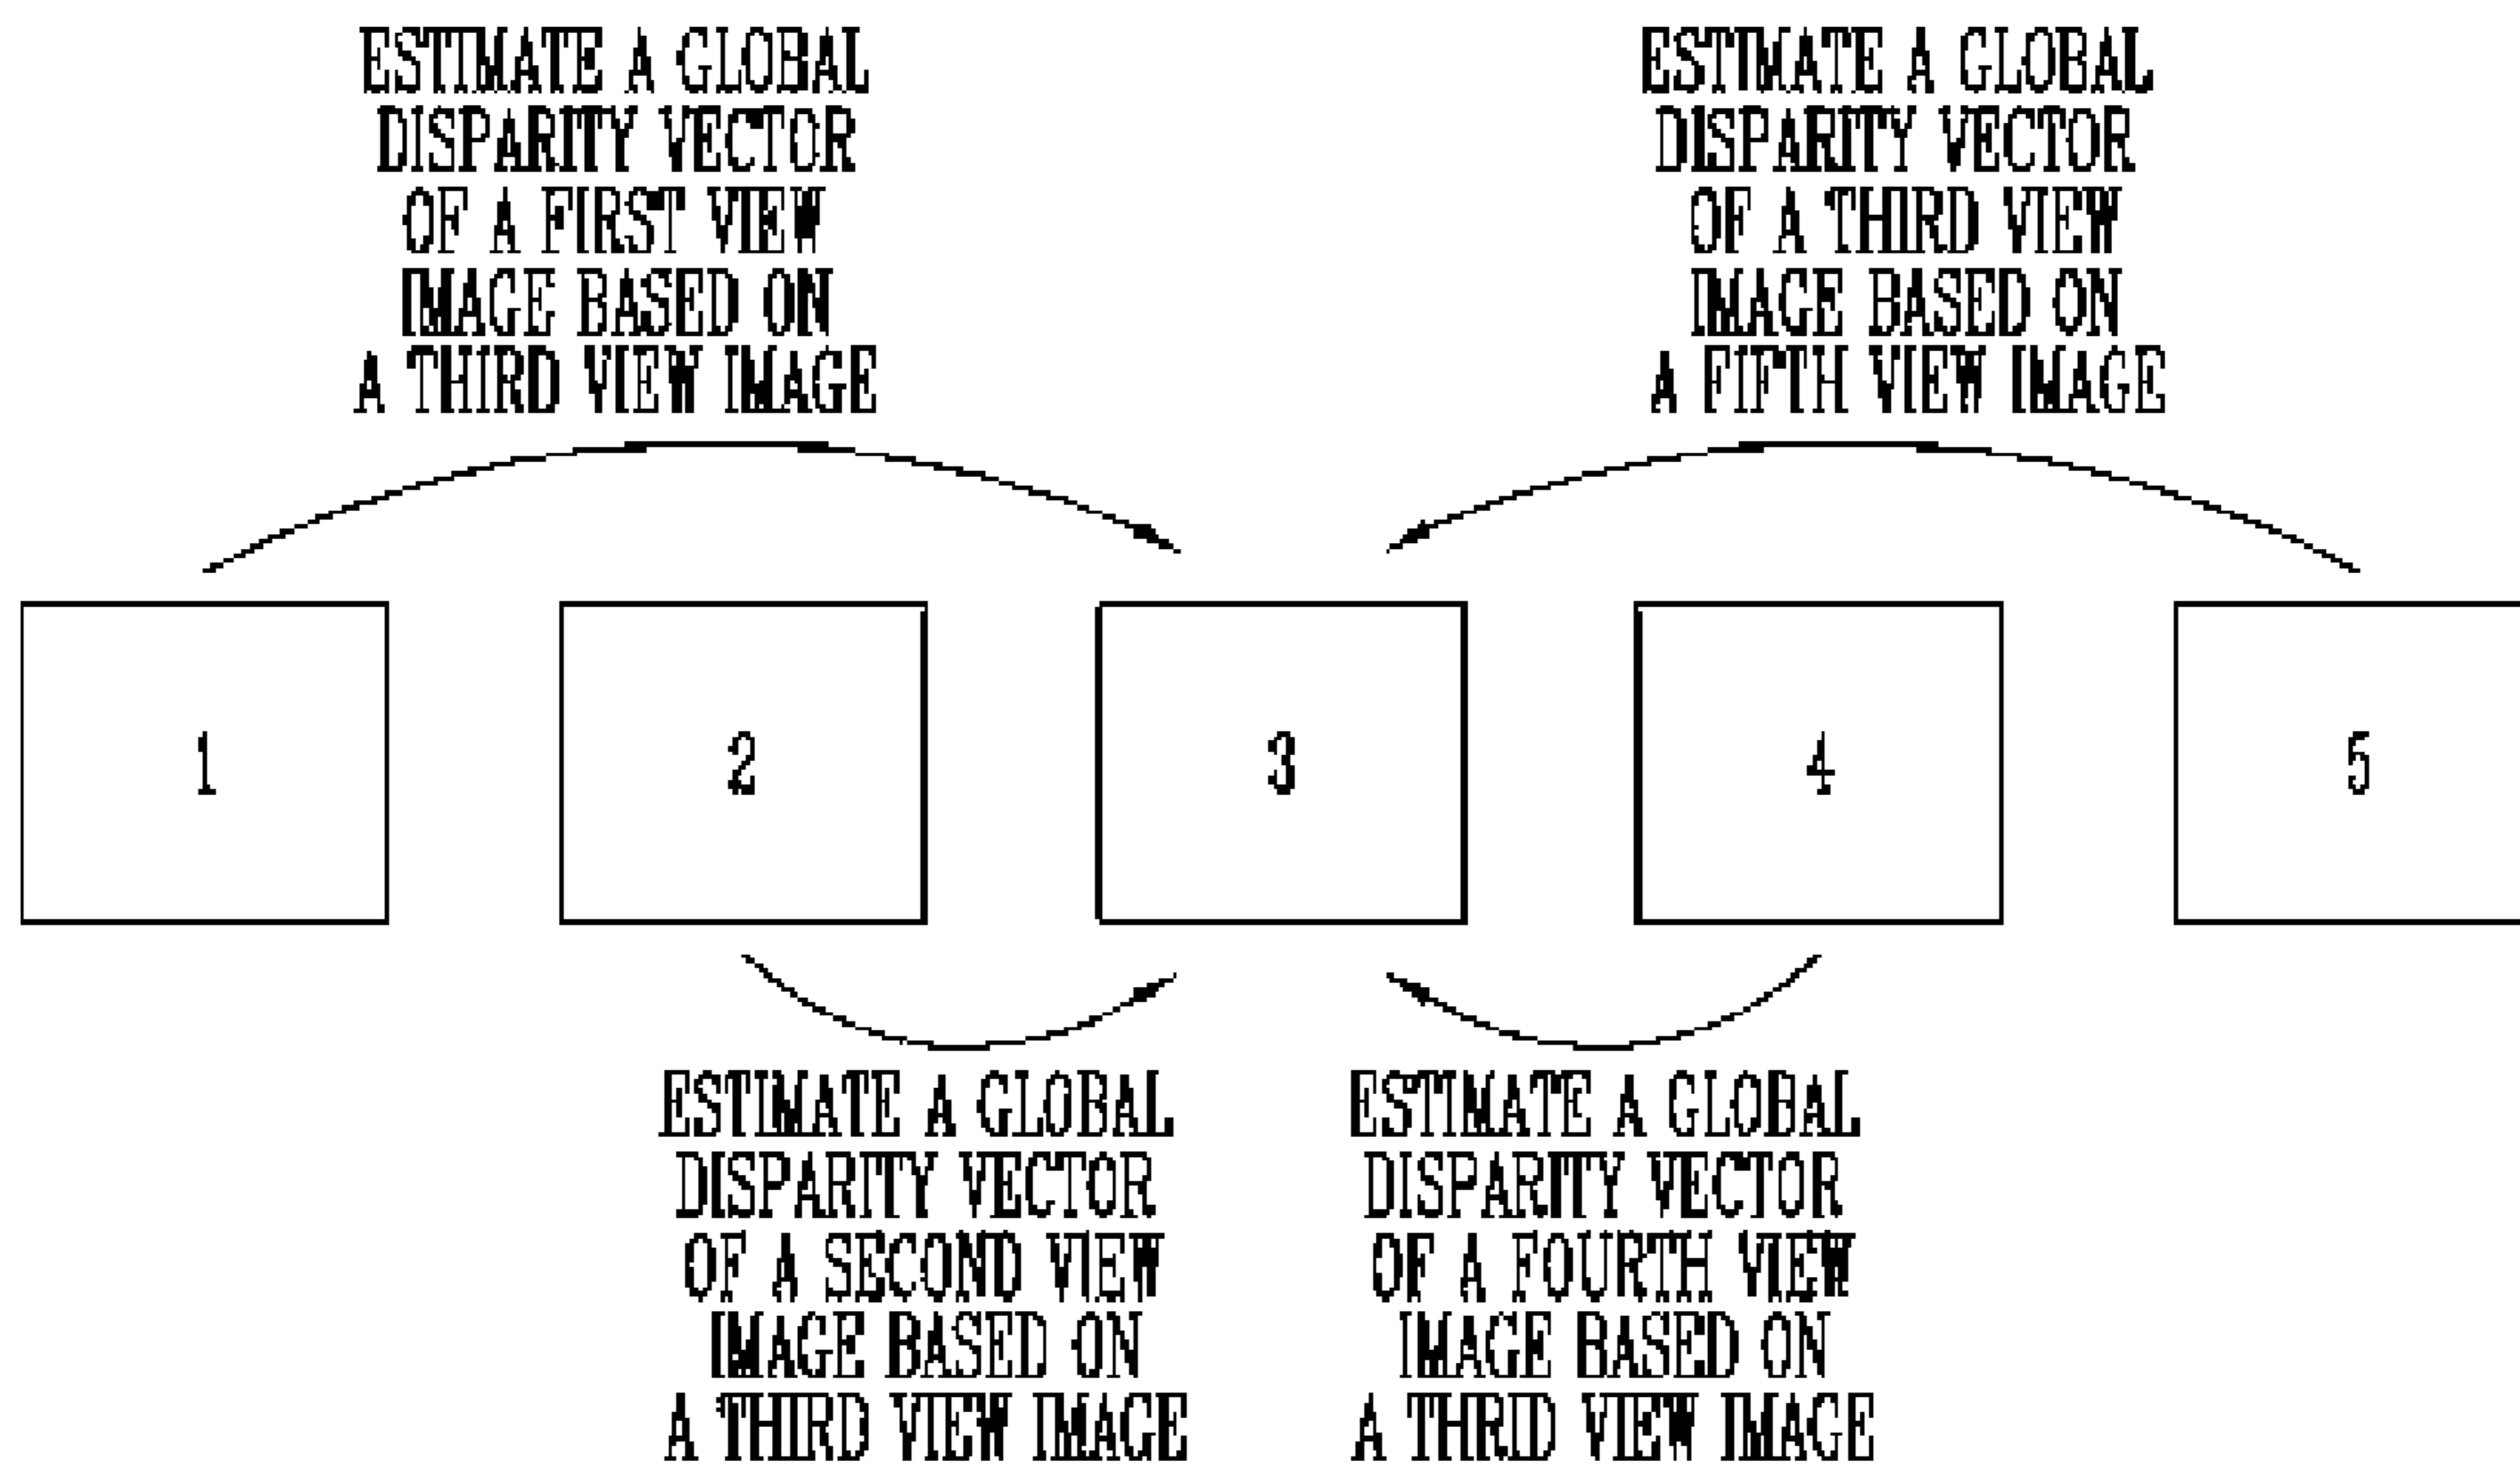 ESTIMATE A GLOBAL
DISPARITY VECTOR
OF A FIRST VIEW
IMAGE BASED ON
A THIRD VIEW IMAGE
ESTIMATE A GLOBAL
DISPARITY VECTOR
OF A THIRD VIEW
IMAGE BASED ON
A FIFTH VIEW IMAGE
1
2
3
4
5
ESTIMATE A GLOBAL
DISPARITY VECTOR
OF A SECOND VIEW
IMAGE BASED ON
A THIRD VIEW IMAGE
ESTIMATE A GLOBAL
DISPARITY VECTOR
OF A FOURTH VIEW
IMAGE BASED ON
A THRID VIEW IMAGE